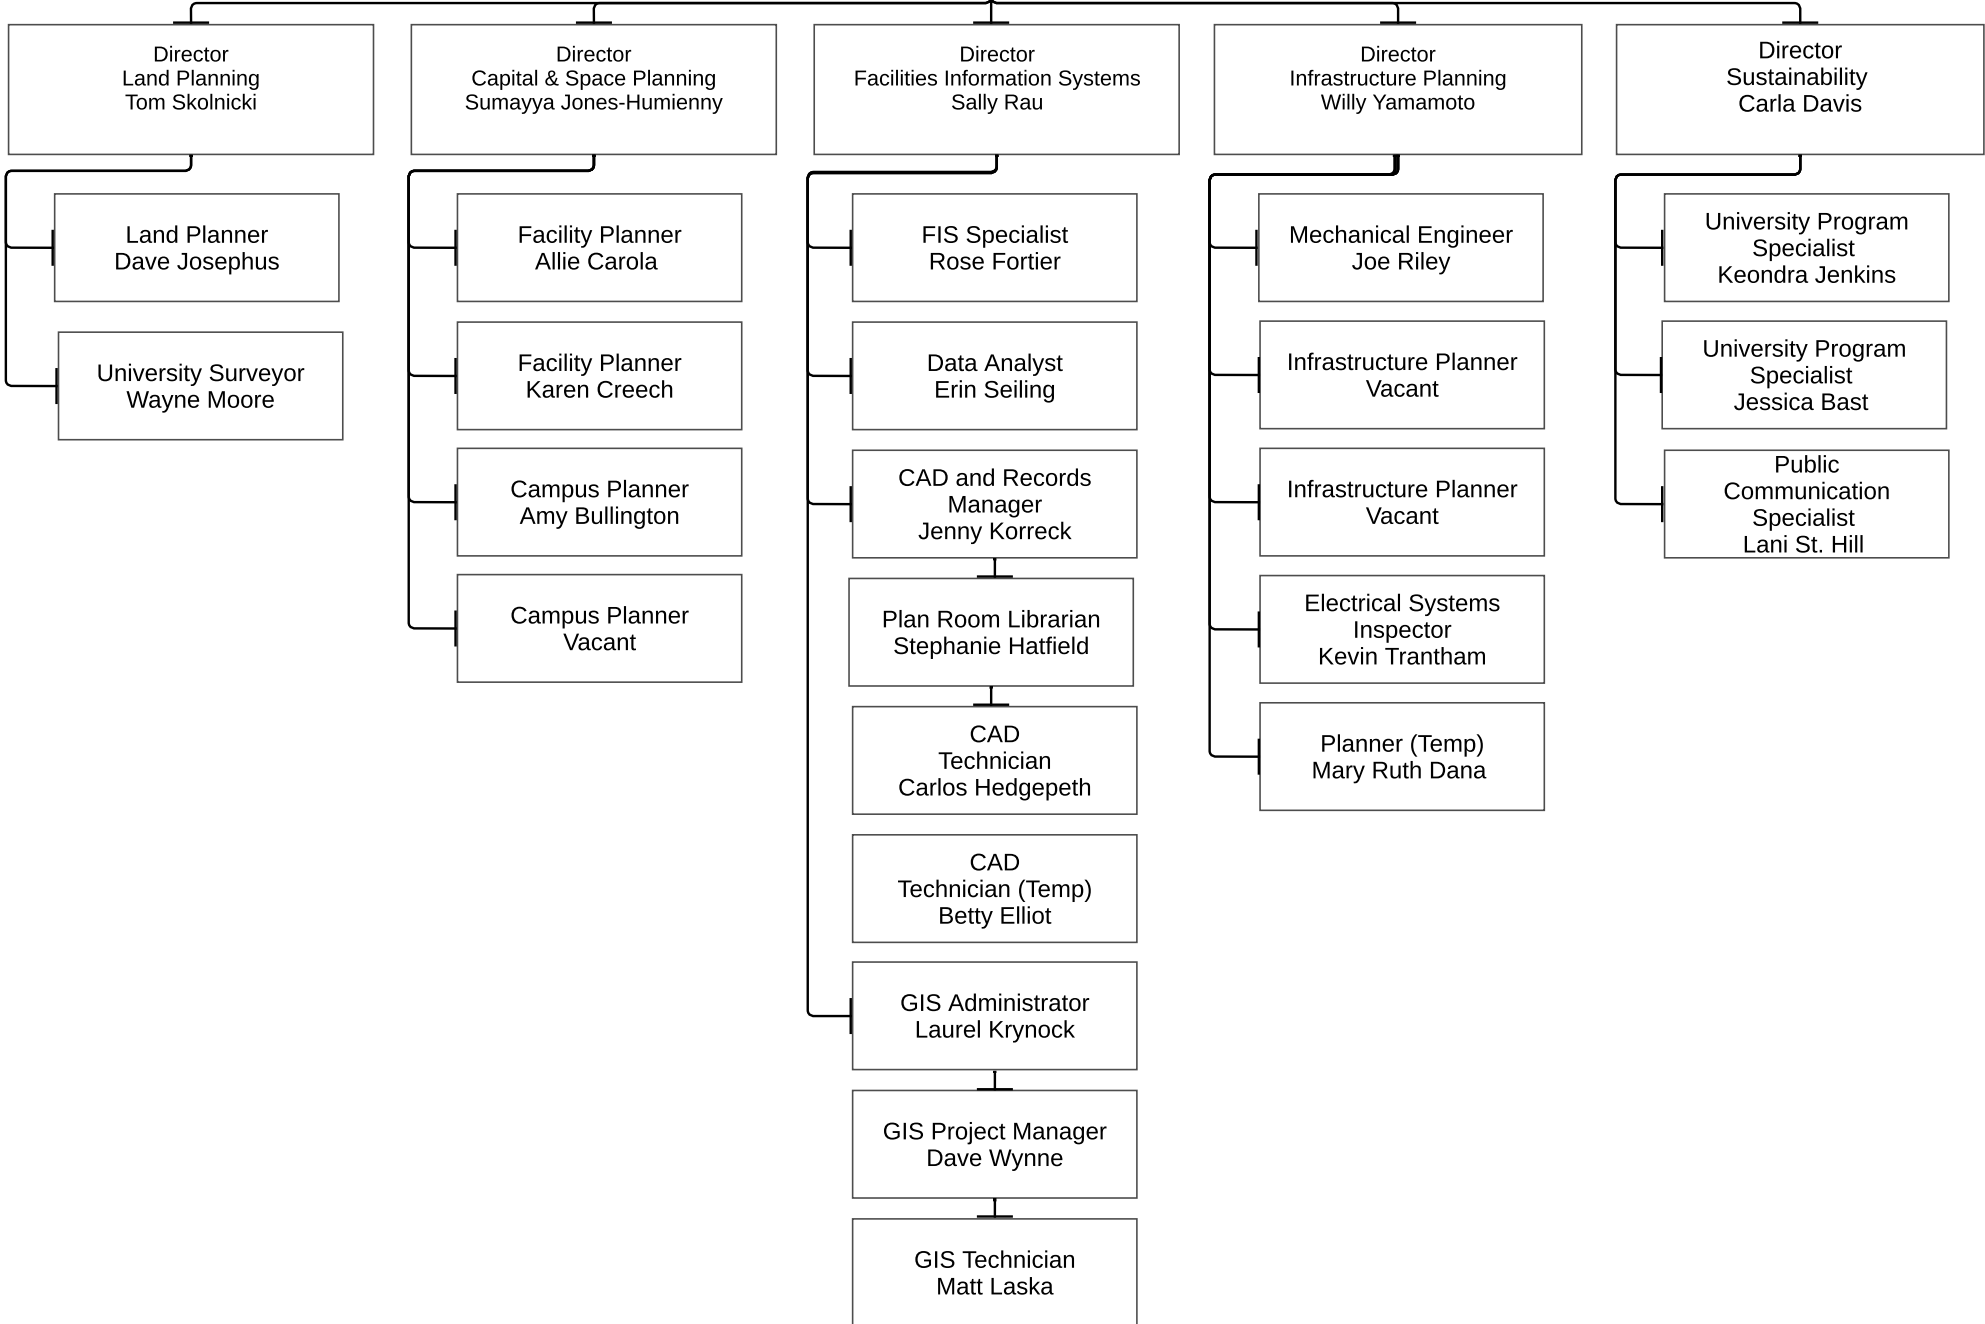 Director
Land Planning
Tom Skolnicki
Director
Capital & Space Planning
Sumayya Jones-Humienny
Director
Facilities Information Systems
Sally Rau
Director
Infrastructure Planning
Willy Yamamoto
Director
Sustainability
Carla Davis
Land Planner
Dave Josephus
University Surveyor
Wayne Moore
Facility Planner
Allie Carola
Facility Planner
Karen Creech
Campus Planner
Amy Bullington
Campus Planner
Vacant
FIS Specialist
Rose Fortier
Data Analyst
Erin Seiling
CAD and Records
Manager
Jenny Korreck
Plan Room Librarian
Stephanie Hatfield
CAD
Technician
Carlos Hedgepeth
CAD
Technician (Temp)
Betty Elliot
GIS Administrator
Laurel Krynock
GIS Project Manager
Dave Wynne
GIS Technician
Matt Laska
Mechanical Engineer
Joe Riley
Infrastructure Planner
Vacant
Infrastructure Planner
Vacant
Electrical Systems
Inspector
Kevin Trantham
Planner (Temp)
Mary Ruth Dana
University Program
Specialist
Keondra Jenkins
University Program
Specialist
Jessica Bast
Public
Communication
Specialist
Lani St. Hill